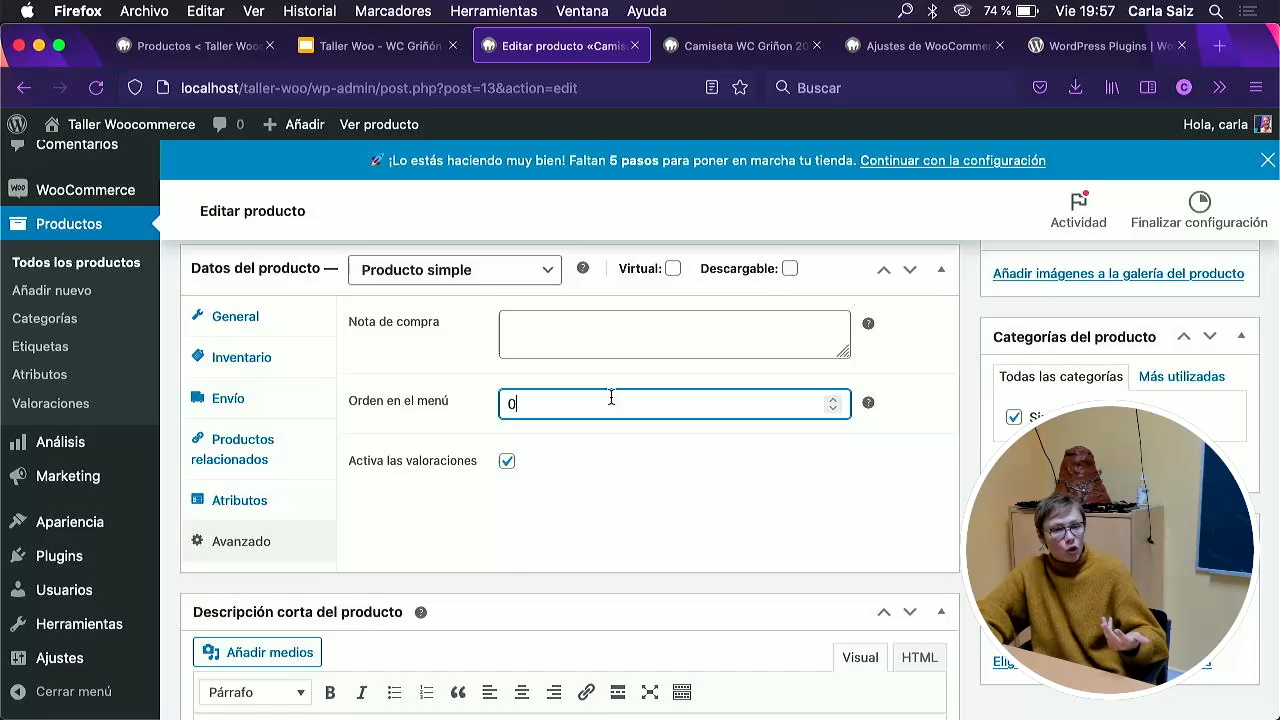 Firefox Archivo Editar Ver Historial Marcadores Herramientas Ventana Ayuda 74 % Vie 19:57 Carla Saiz
Productos < Taller Woo
Taller Woo - WC Griñón
Editar producto «Camis
Camiseta WC Griñon 20
Ajustes de WooCommer
WordPress Plugins | Wo
localhost/taller-woo/wp-admin/post.php?post=13&action=edit
Buscar
Taller Woocommerce 0 Añadir Ver producto Hola, carla
Comentarios
WooCommerce
Productos
Todos los productos
Añadir nuevo
Categorías
Etiquetas
Atributos
Valoraciones
Análisis
Marketing
Apariencia
Plugins
Usuarios
Herramientas
Ajustes
Cerrar menú
¡Lo estás haciendo muy bien! Faltan 5 pasos para poner en marcha tu tienda. Continuar con la configuración
Editar producto
Actividad
Finalizar configuración
Datos del producto — Producto simple Virtual: Descargable:
General
Inventario
Envío
Productos
relacionados
Atributos
Avanzado
Nota de compra
Orden en el menú 0
Activa las valoraciones
Descripción corta del producto
Añadir medios
Visual HTML
Párrafo
Añadir imágenes a la galería del producto
Categorías del producto
Todas las categorías Más utilizadas